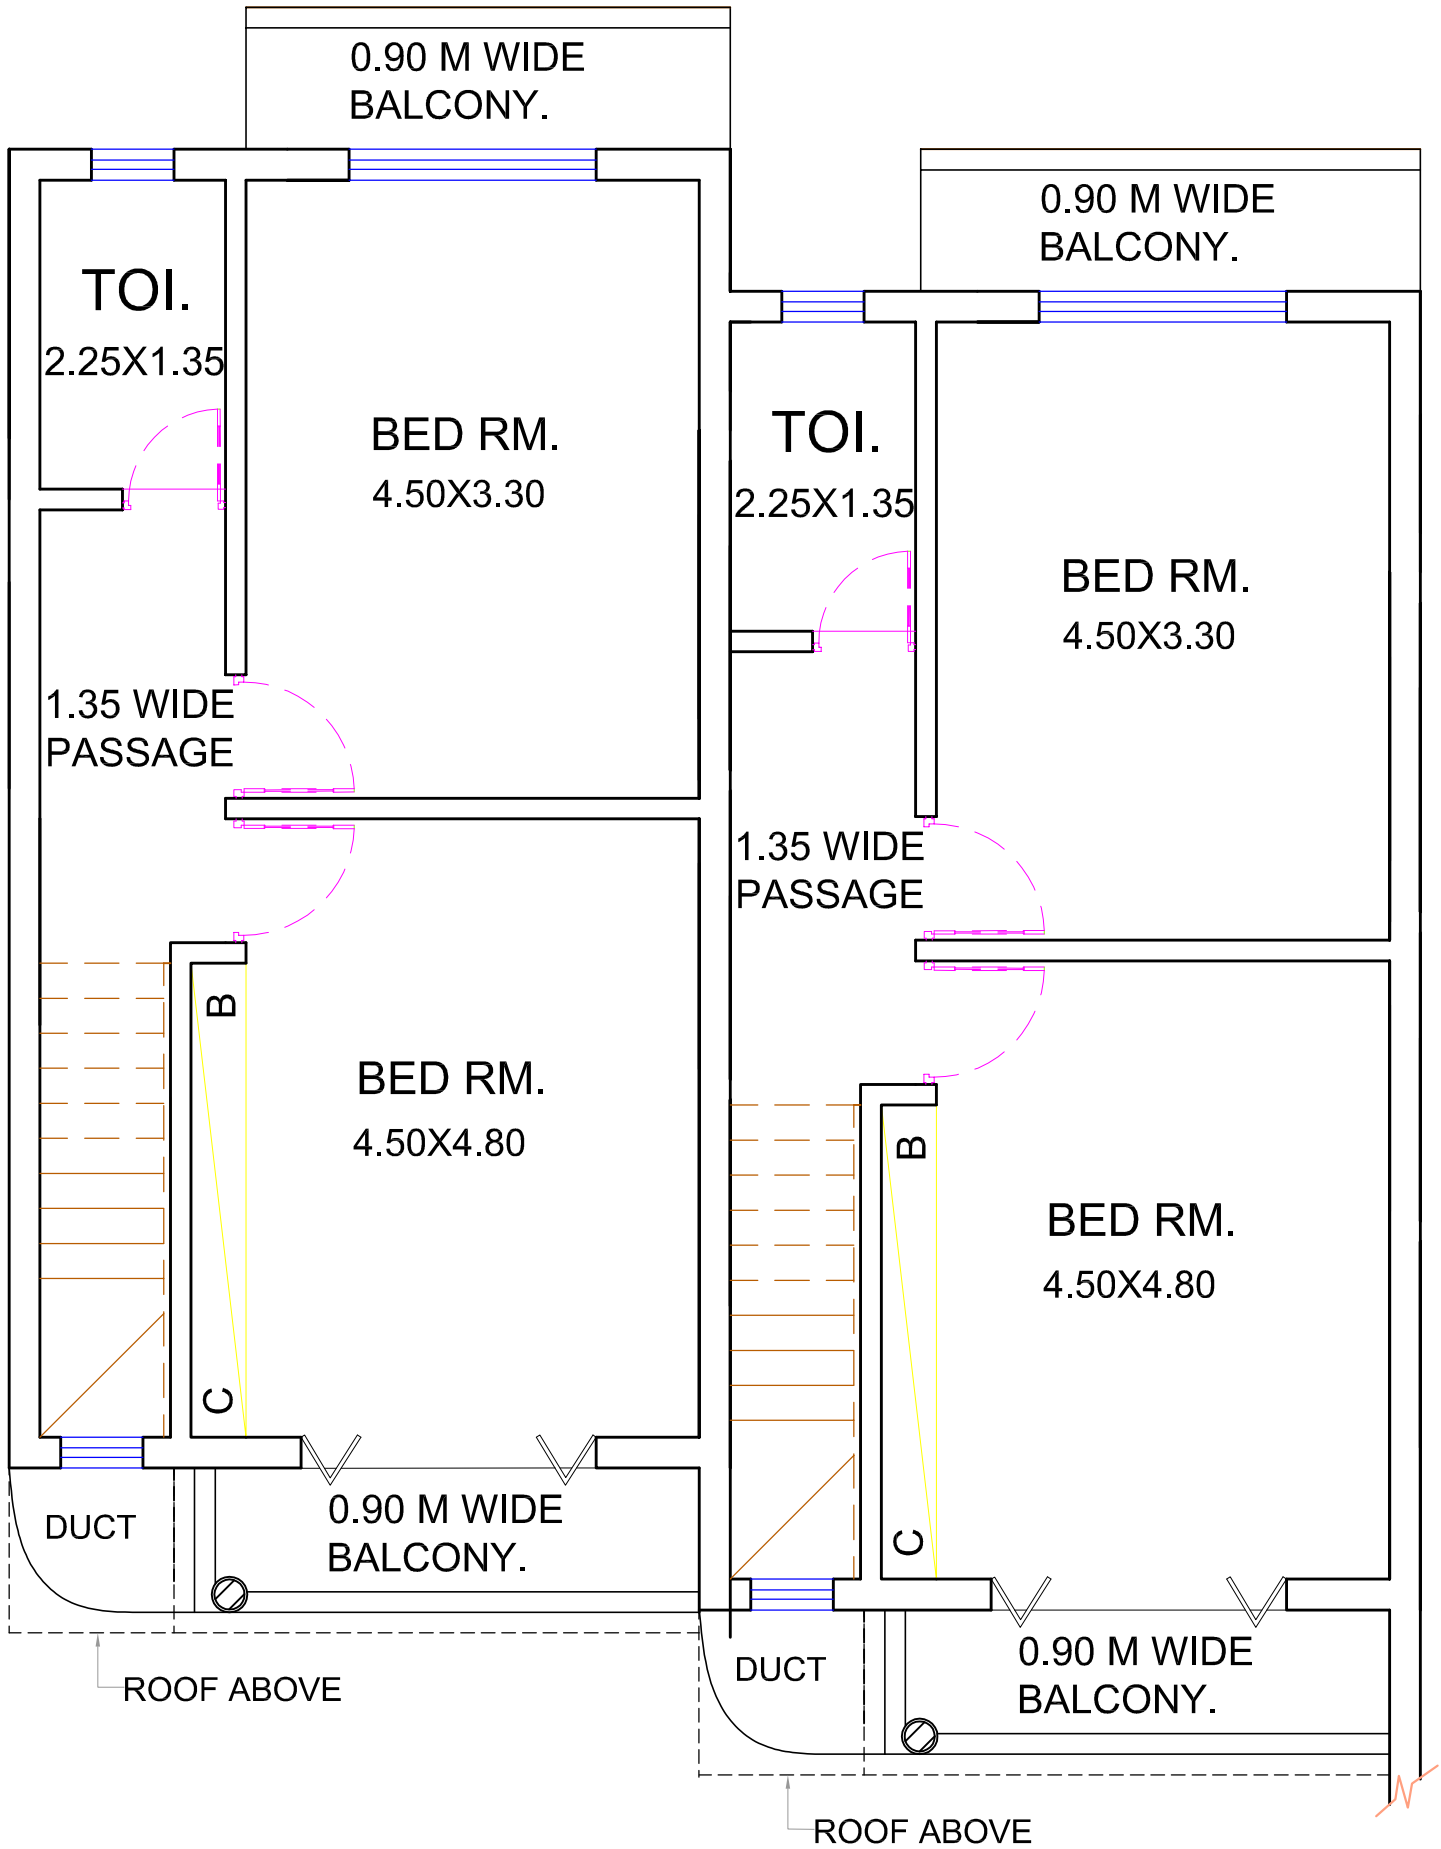 0.90 M WIDE
BALCONY.
TOI.
2.25X1.35
BED RM.
4.50X3.30
1.35 WIDE
PASSAGE
B
BED RM.
4.50X4.80
C
DUCT
0.90 M WIDE
BALCONY.
ROOF ABOVE
0.90 M WIDE
BALCONY.
TOI.
2.25X1.35
BED RM.
4.50X3.30
1.35 WIDE
PASSAGE
B
BED RM.
4.50X4.80
C
DUCT
0.90 M WIDE
BALCONY.
ROOF ABOVE